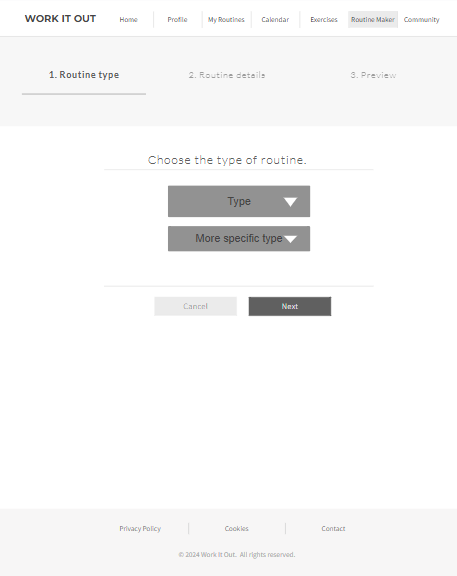 WORK IT OUT
Home
Profile
My Routines
Calendar
Exercises
Routine Maker
Community
1. Routine type
2. Routine details
3. Preview
Choose the type of routine.
Type
More specific type
Cancel
Next
Privacy Policy
Cookies
Contact
© 2024 Work It Out. All rights reserved.